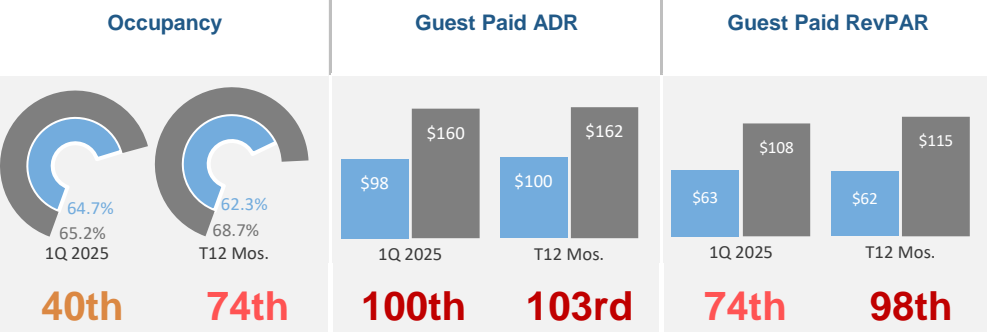 Occupancy
64.7%
65.2%
1Q 2025
62.3%
68.7%
T12 Mos.
40th
74th
Guest Paid ADR
$98
$160
1Q 2025
$100
$162
T12 Mos.
100th
103rd
Guest Paid RevPAR
$63
$108
1Q 2025
$62
$115
T12 Mos.
74th
98th